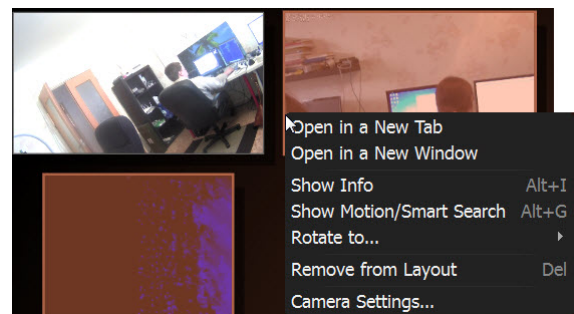 Open in a New Tab
Open in a New Window
Show Info Alt+I
Show Motion/Smart Search Alt+G
Rotate to...
Remove from Layout Del
Camera Settings...